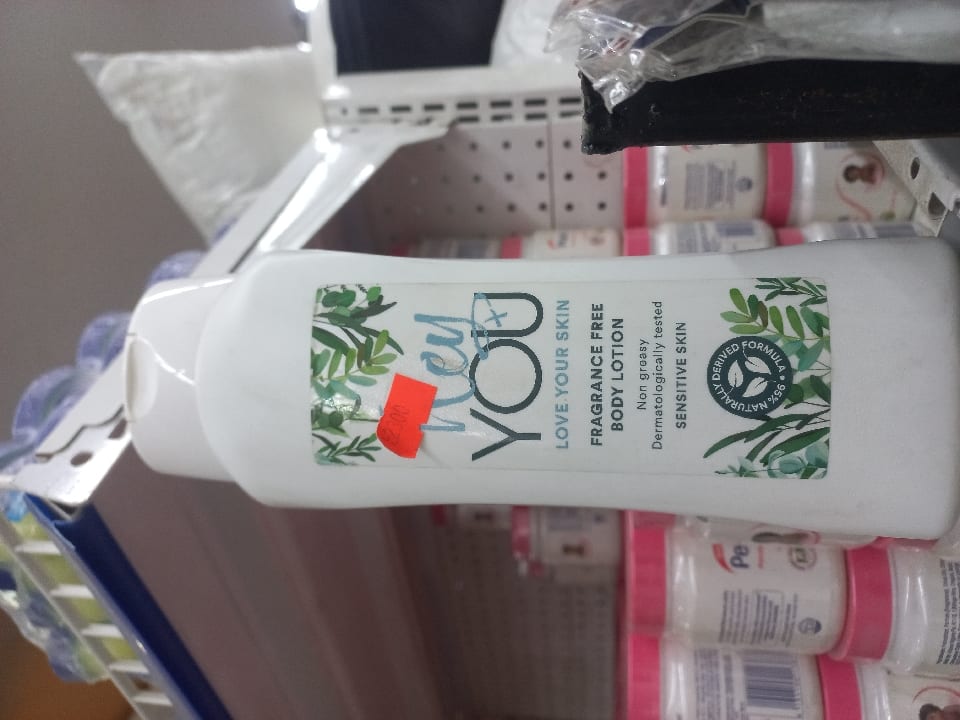 hey
YOU
LOVE YOUR SKIN
FRAGRANCE FREE
BODY LOTION
Non greasy
Dermatologically tested
SENSITIVE SKIN
95% NATURALLY DERIVED FORMULA
Pe